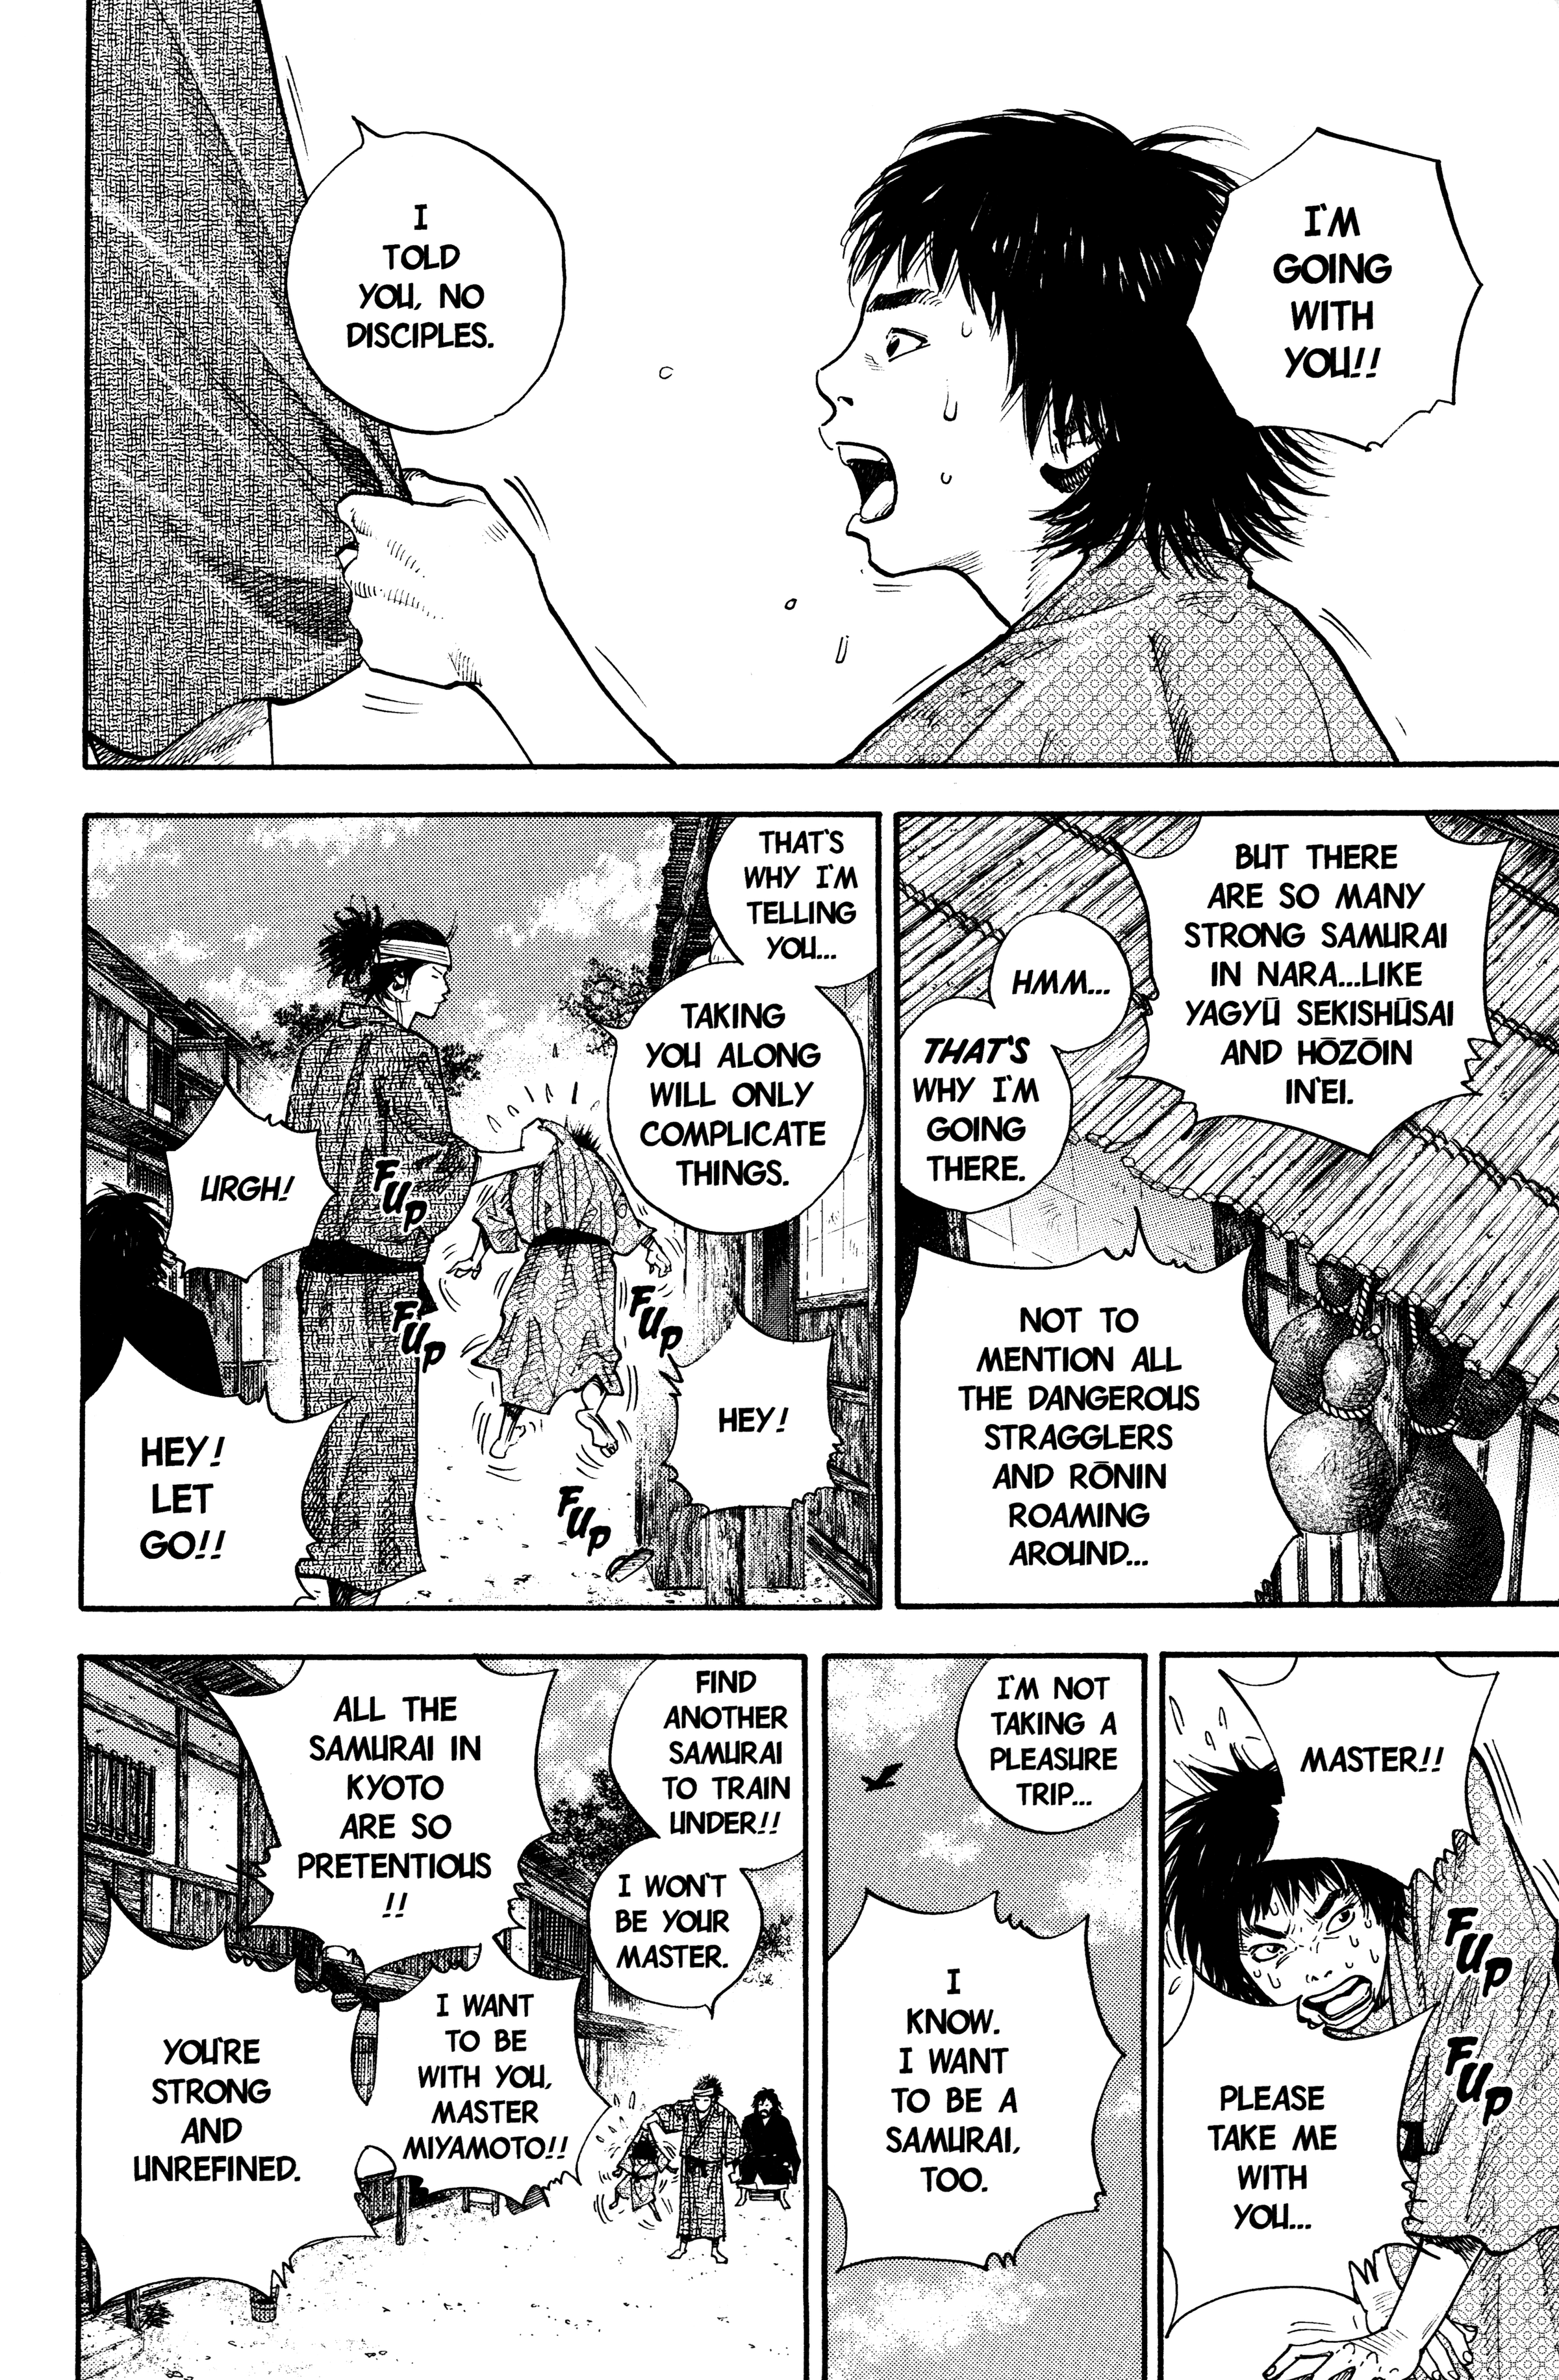 I'M
GOING
WITH
YOU!!
I
TOLD
YOU, NO
DISCIPLES.
BUT THERE
ARE SO MANY
STRONG SAMURAI
IN NARA...LIKE
YAGYŪ SEKISHŪSAI
AND HŌZŌIN
IN'EI.
HMM...
THAT'S
WHY I'M
GOING
THERE.
NOT TO
MENTION ALL
THE DANGEROUS
STRAGGLERS
AND RŌNIN
ROAMING
AROUND...
THAT'S
WHY I'M
TELLING
YOU...
TAKING
YOU ALONG
WILL ONLY
COMPLICATE
THINGS.
HEY!
URGH!
HEY!
LET
GO!!
FUP
FUP
FUP
FUP
MASTER!!
PLEASE
TAKE ME
WITH
YOU...
FUP
FUP
I'M NOT
TAKING A
PLEASURE
TRIP...
I
KNOW.
I WANT
TO BE A
SAMURAI,
TOO.
FIND
ANOTHER
SAMURAI
TO TRAIN
UNDER!!
I WON'T
BE YOUR
MASTER.
ALL THE
SAMURAI IN
KYOTO
ARE SO
PRETENTIOUS
!!
I WANT
TO BE
WITH YOU,
MASTER
MIYAMOTO!!
YOU'RE
STRONG
AND
UNREFINED.